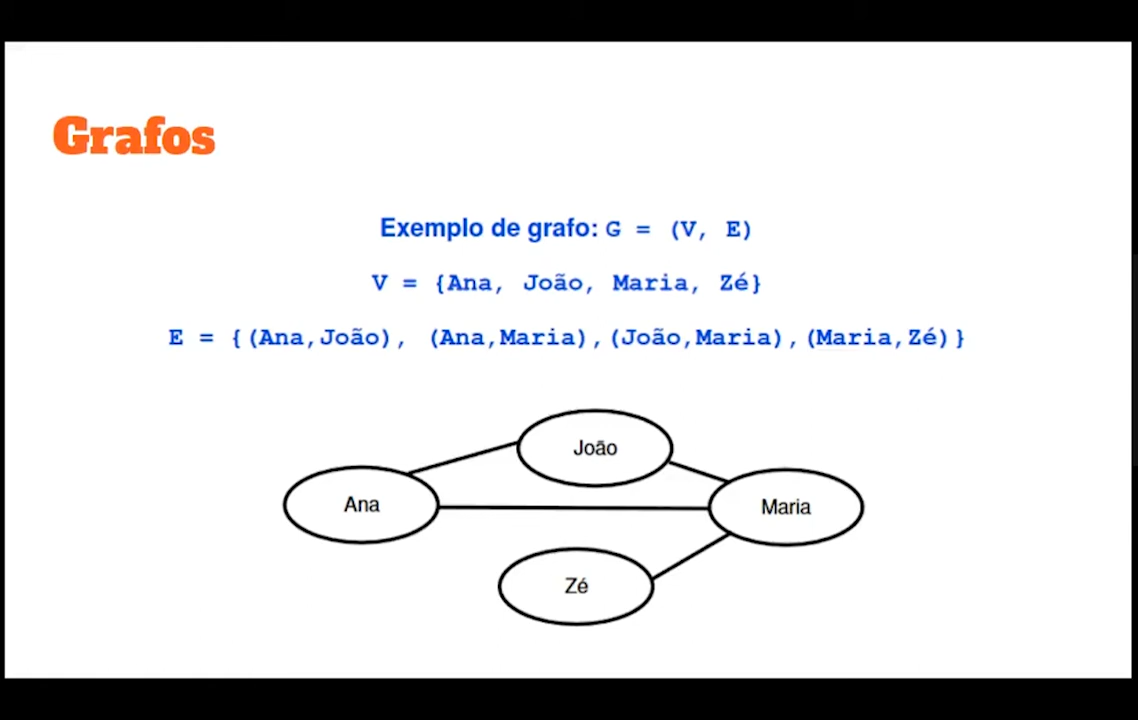 Grafos
Exemplo de grafo: G = (V, E)
V = {Ana, João, Maria, Zé}
E = {(Ana,João), (Ana,Maria),(João,Maria),(Maria,Zé)}
João
Ana
Maria
Zé